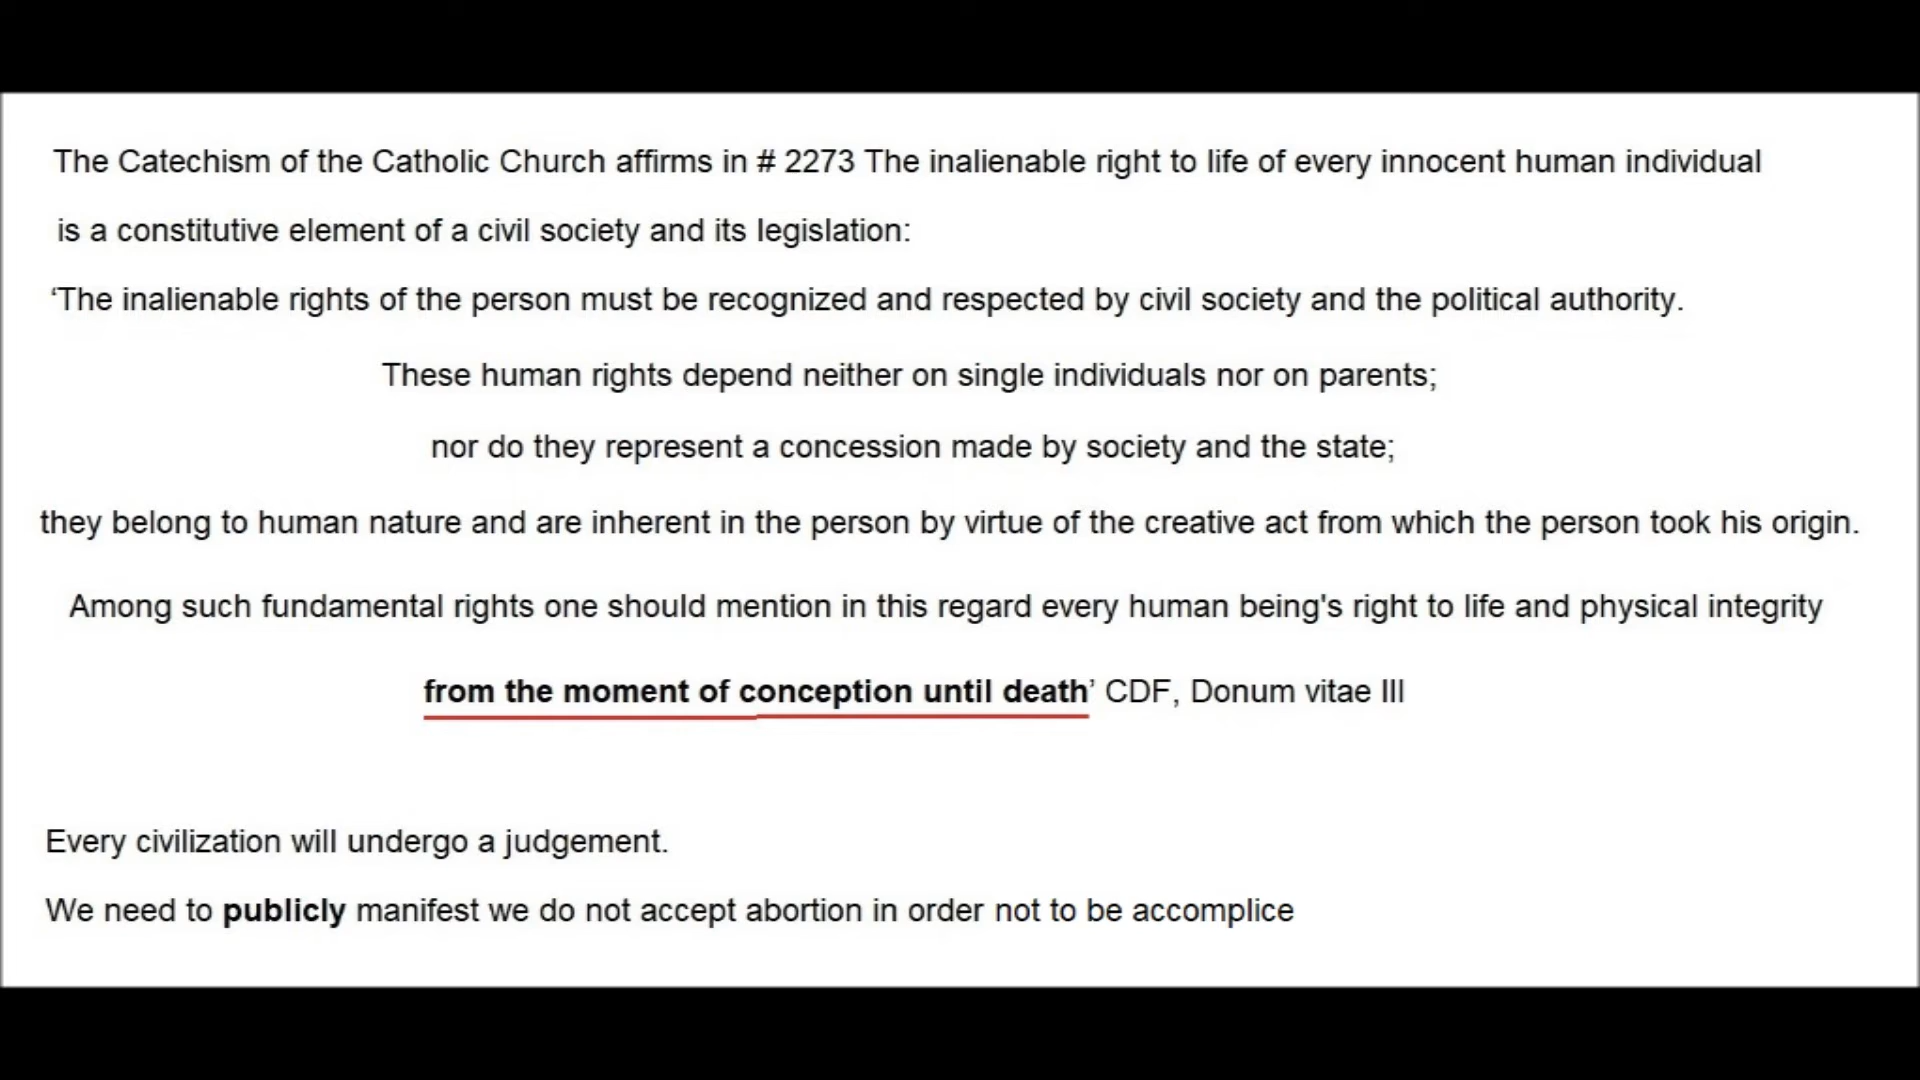 The Catechism of the Catholic Church affirms in # 2273 The inalienable right to life of every innocent human individual
is a constitutive element of a civil society and its legislation:
‘The inalienable rights of the person must be recognized and respected by civil society and the political authority.
These human rights depend neither on single individuals nor on parents;
nor do they represent a concession made by society and the state;
they belong to human nature and are inherent in the person by virtue of the creative act from which the person took his origin.
Among such fundamental rights one should mention in this regard every human being's right to life and physical integrity
from the moment of conception until death’ CDF, Donum vitae III
Every civilization will undergo a judgement.
We need to publicly manifest we do not accept abortion in order not to be accomplice